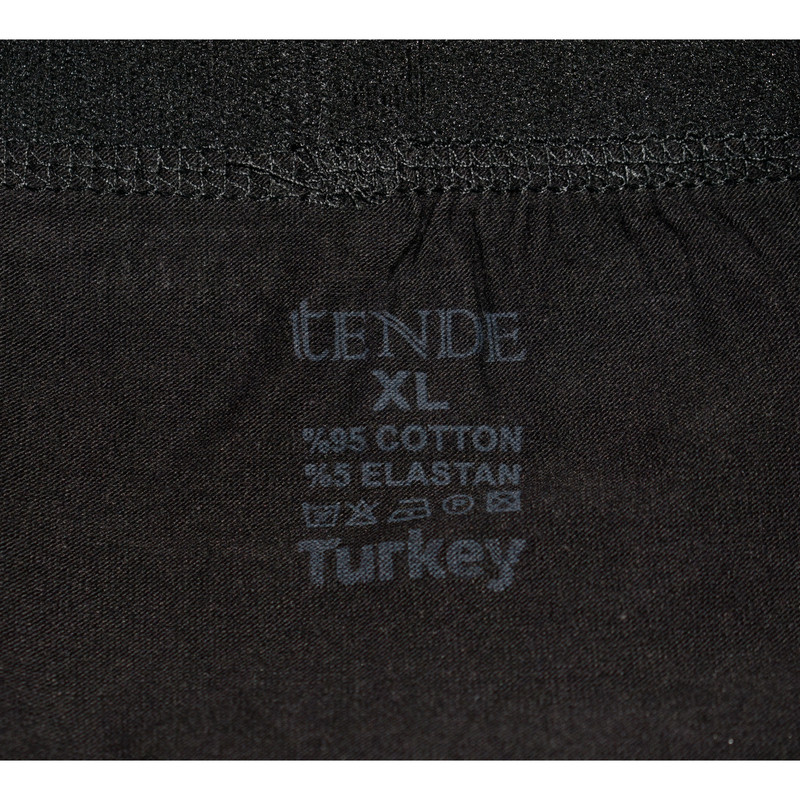 tENDE
XL
%95 COTTON
%5 ELASTAN
Turkey